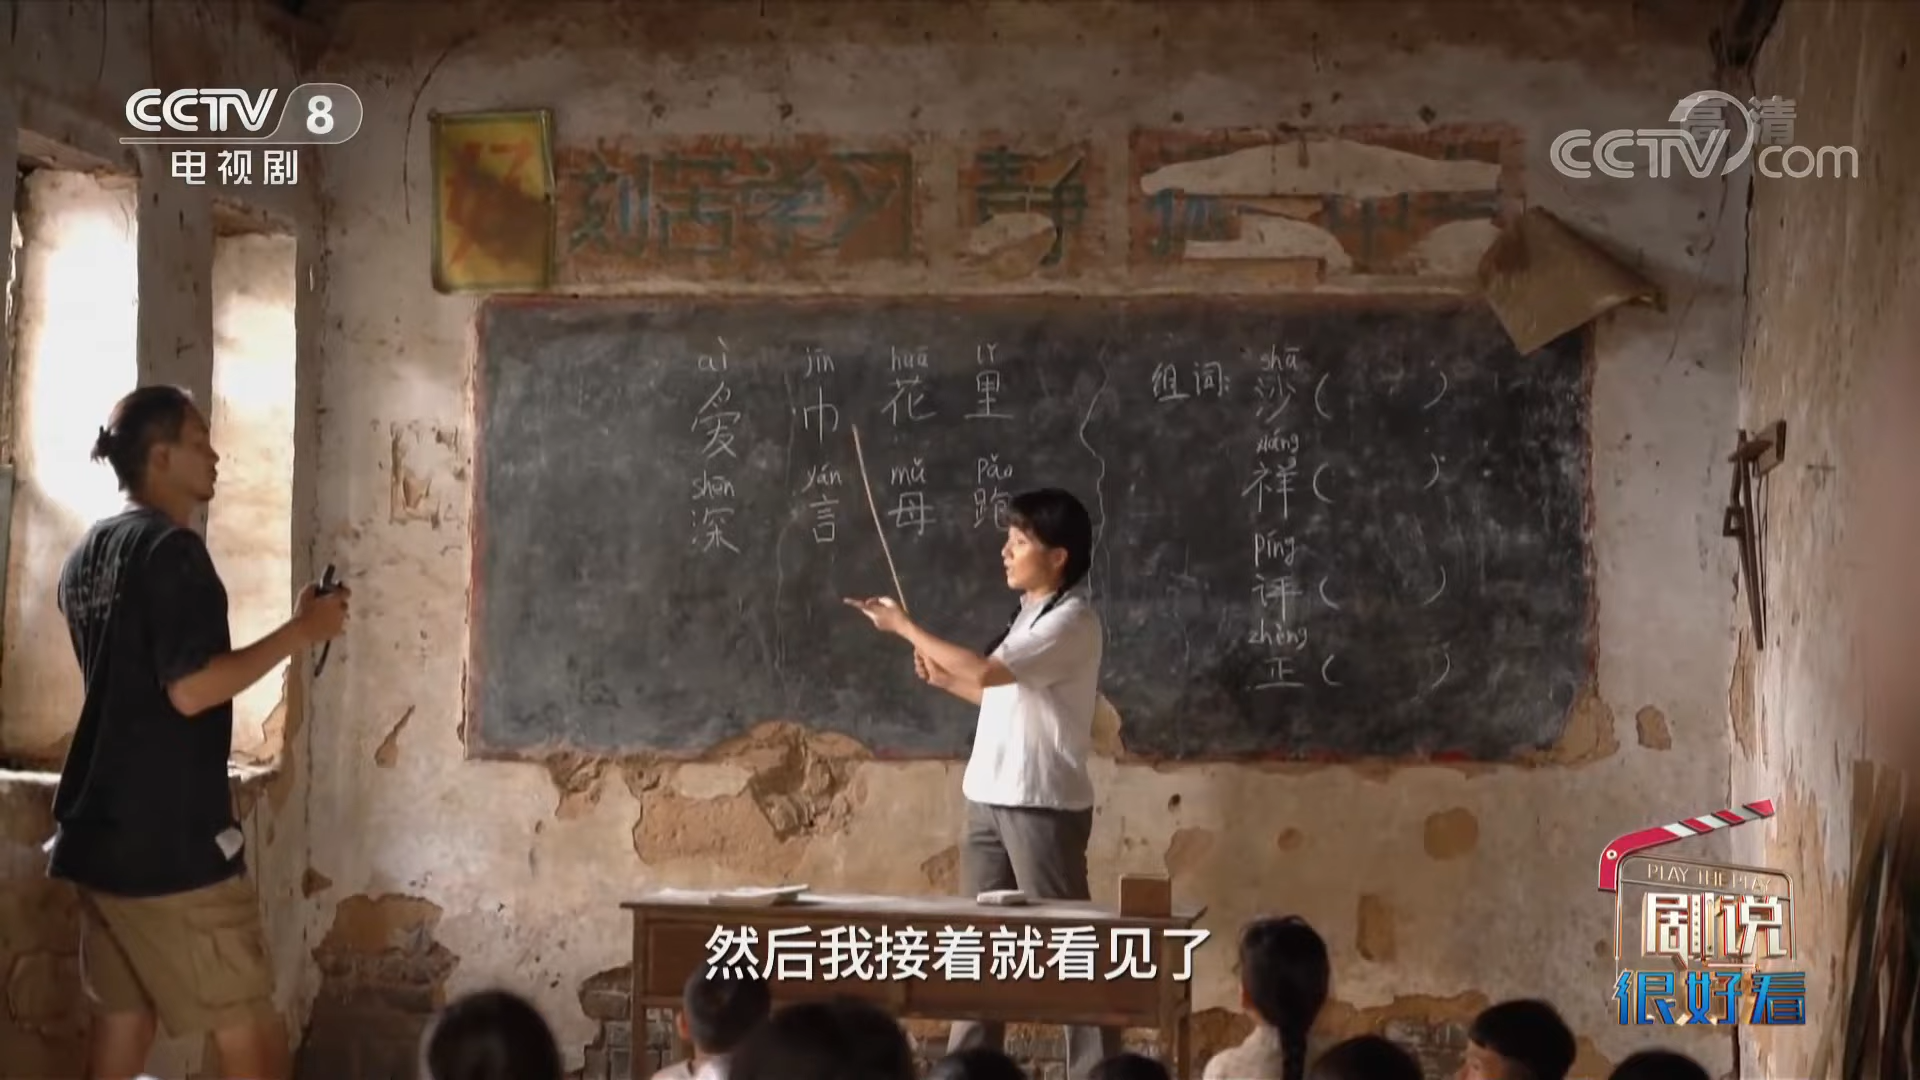 CCTV 8
电视剧
高清
CCTV.com
刻苦学习 静
ài jīn huā lǐ
爱 巾 花 里
shēn yán mǔ pǎo
深 言 母 跑
组词:
shā
沙( )
xiáng
祥( )
píng
评( )
zhèng
正( )
PLAY THE PLAY
剧说
很好看
然后我接着就看见了